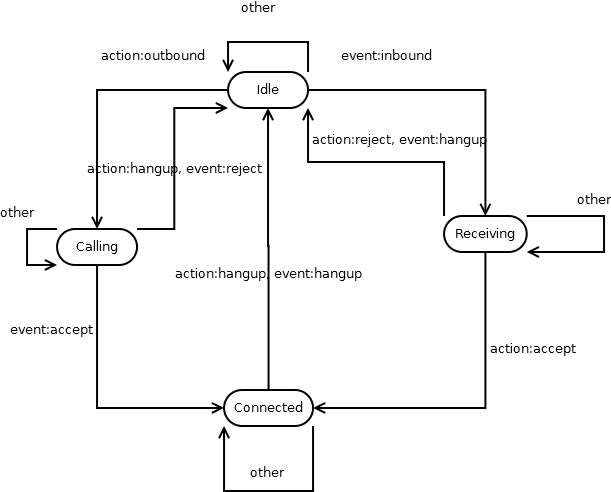 other
action:outbound
event:inbound
Idle
action:reject, event:hangup
action:hangup, event:reject
other
other
Calling
Receiving
action:hangup, event:hangup
event:accept
action:accept
Connected
other